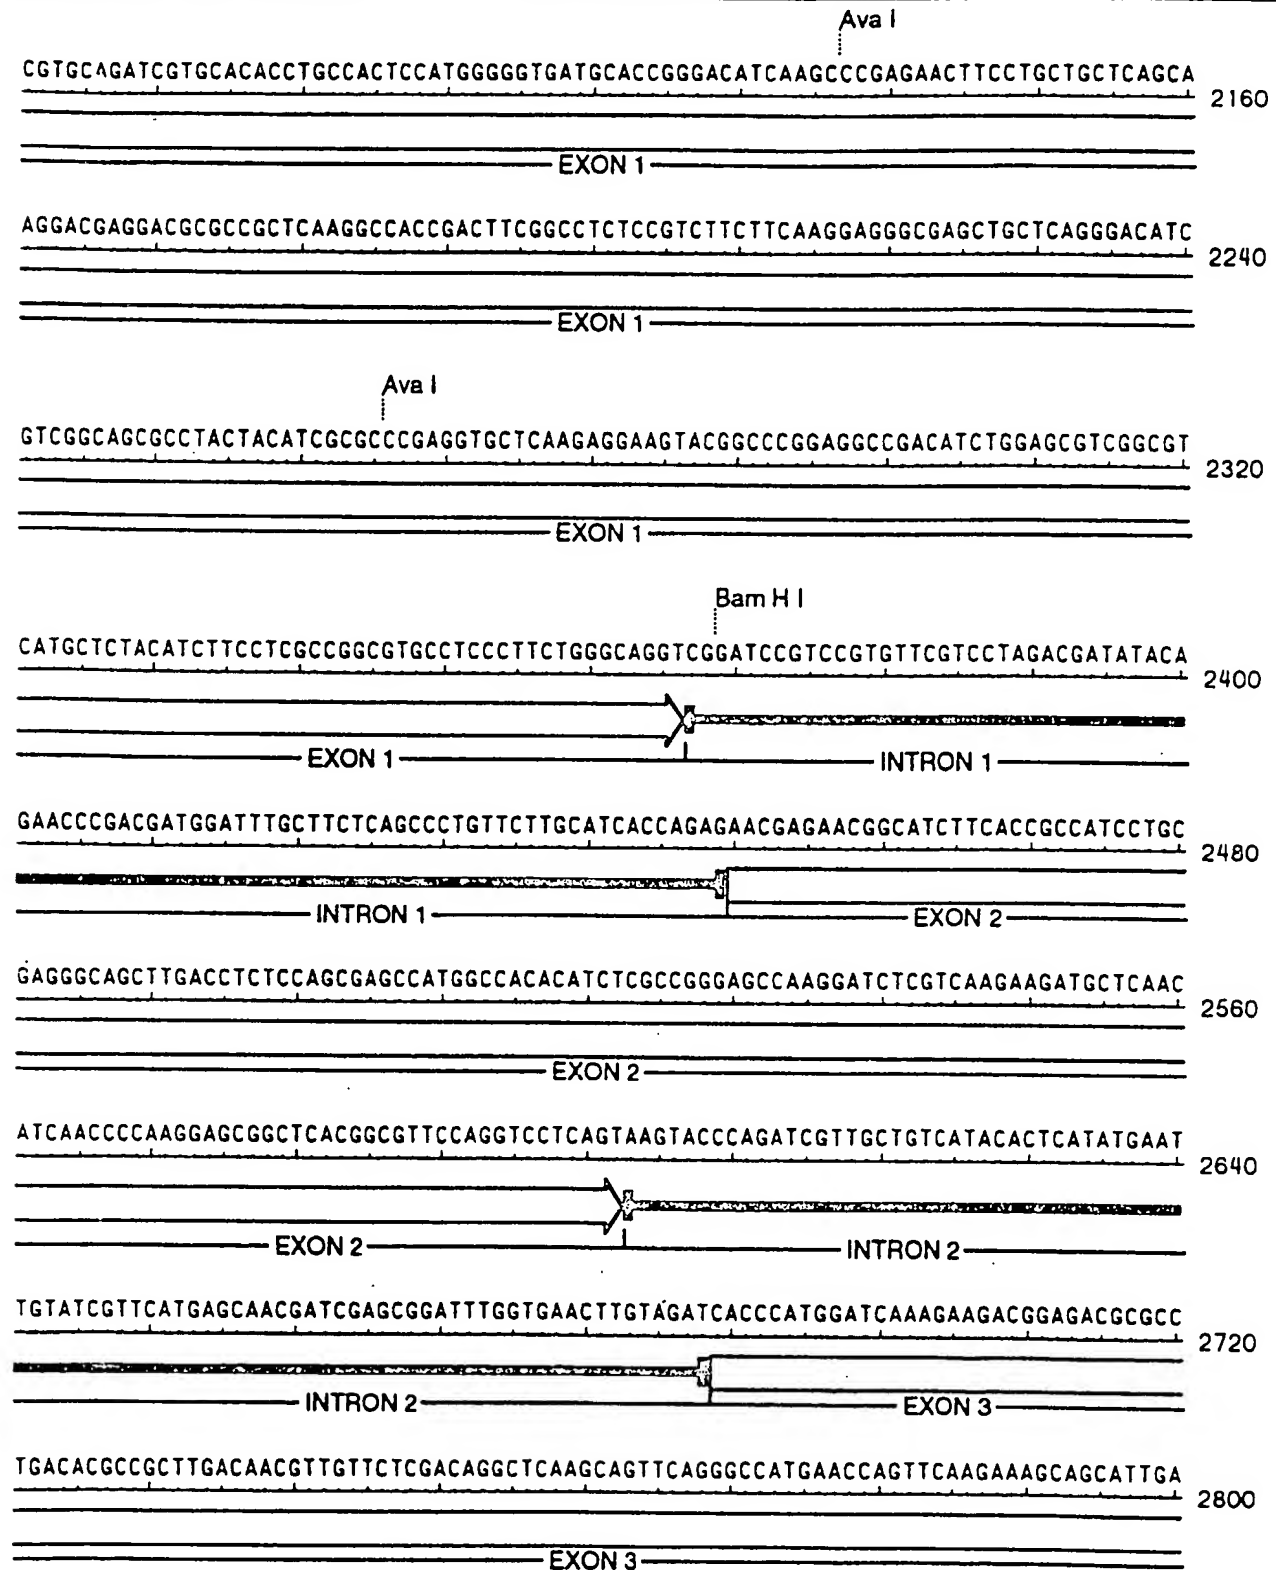 Ava I
CGTGCAGATCGTGCACACCTGCCACTCCATGGGGGTGATGCACCGGGACATCAAGCCCGAGAACTTCCTGCTGCTCAGCA
2160
EXON 1
AGGACGAGGACGCGCCGCTCAAGGCCACCGACTTCGGCCTCTCCGTCTTCTTCAAGGAGGGCGAGCTGCTCAGGGACATC
2240
EXON 1
Ava I
GTCGGCAGCGCCTACTACATCGCGCCCGAGGTGCTCAAGAGGAAGTACGGCCCGGAGGCCGACATCTGGAGCGTCGGCGT
2320
EXON 1
Bam H I
CATGCTCTACATCTTCCTCGCCGGCGTGCCTCCCTTCTGGGCAGGTCGGATCCGTCCGTGTTCGTCCTAGACGATATACA
2400
EXON 1 INTRON 1
GAACCCGACGATGGATTTGCTTCTCAGCCCTGTTCTTGCATCACCAGAGAACGAGAACGGCATCTTCACCGCCATCCTGC
2480
INTRON 1 EXON 2
GAGGGCAGCTTGACCTCTCCAGCGAGCCATGGCCACACATCTCGCCGGGAGCCAAGGATCTCGTCAAGAAGATGCTCAAC
2560
EXON 2
ATCAACCCCAAGGAGCGGCTCACGGCGTTCCAGGTCCTCAGTAAGTACCCAGATCGTTGCTGTCATACACTCATATGAAT
2640
EXON 2 INTRON 2
TGTATCGTTCATGAGCAACGATCGAGCGGATTTGGTGAACTTGTAGATCACCCATGGATCAAAGAAGACGGAGACGCGCC
2720
INTRON 2 EXON 3
TGACACGCCGCTTGACAACGTTGTTCTCGACAGGCTCAAGCAGTTCAGGGCCATGAACCAGTTCAAGAAAGCAGCATTGA
2800
EXON 3